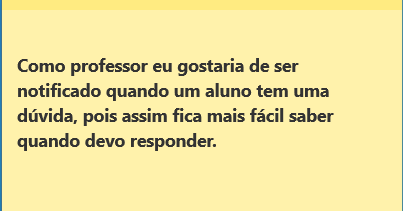 Como professor eu gostaria de ser
notificado quando um aluno tem uma
dúvida, pois assim fica mais fácil saber
quando devo responder.